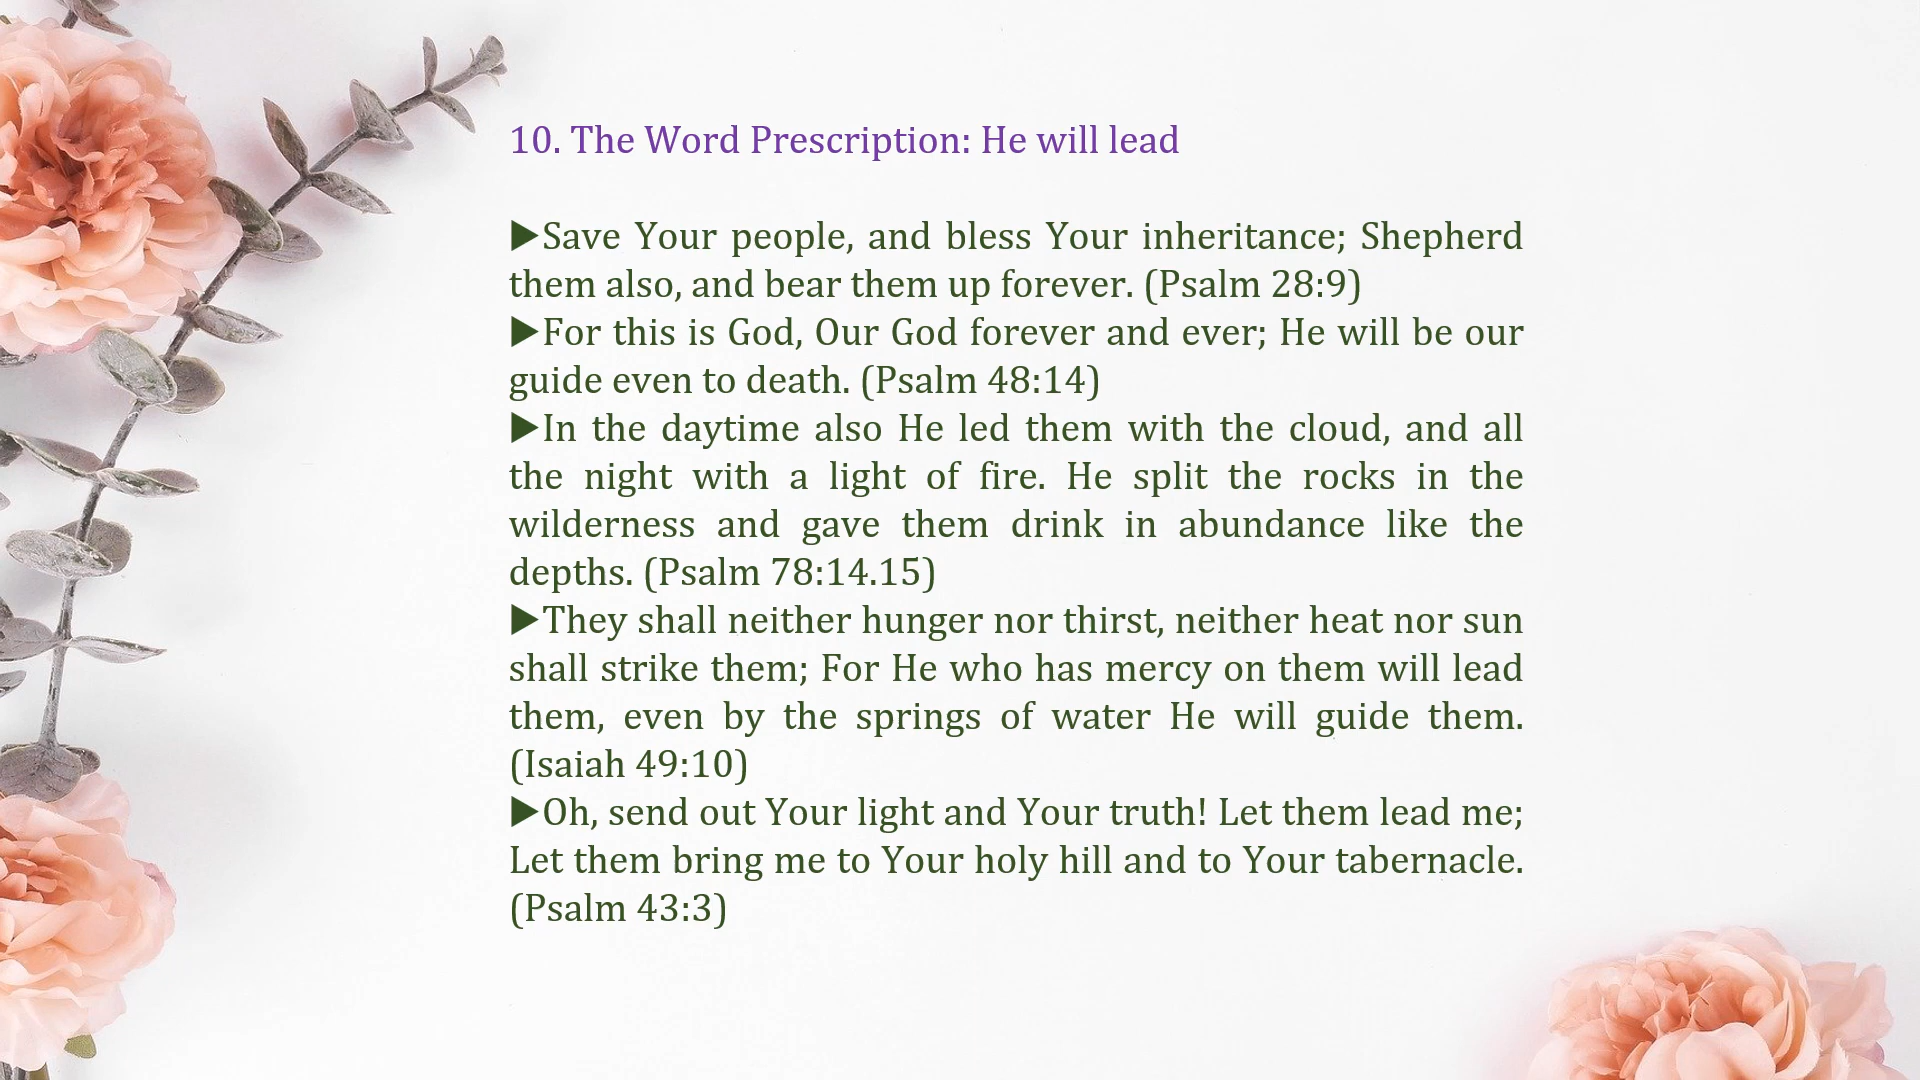 10. The Word Prescription: He will lead
▶Save Your people, and bless Your inheritance; Shepherd
them also, and bear them up forever. (Psalm 28:9)
▶For this is God, Our God forever and ever; He will be our
guide even to death. (Psalm 48:14)
▶In the daytime also He led them with the cloud, and all
the night with a light of fire. He split the rocks in the
wilderness and gave them drink in abundance like the
depths. (Psalm 78:14.15)
▶They shall neither hunger nor thirst, neither heat nor sun
shall strike them; For He who has mercy on them will lead
them, even by the springs of water He will guide them.
(Isaiah 49:10)
▶Oh, send out Your light and Your truth! Let them lead me;
Let them bring me to Your holy hill and to Your tabernacle.
(Psalm 43:3)